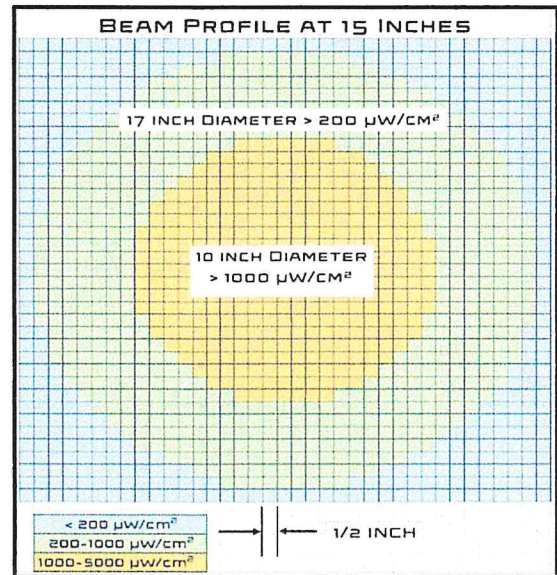 BEAM PROFILE AT 15 INCHES
17 INCH DIAMETER > 200 µW/CM²
10 INCH DIAMETER
> 1000 µW/CM²
< 200 µW/cm²
200-1000 µW/cm²
1000-5000 µW/cm²
1/2 INCH